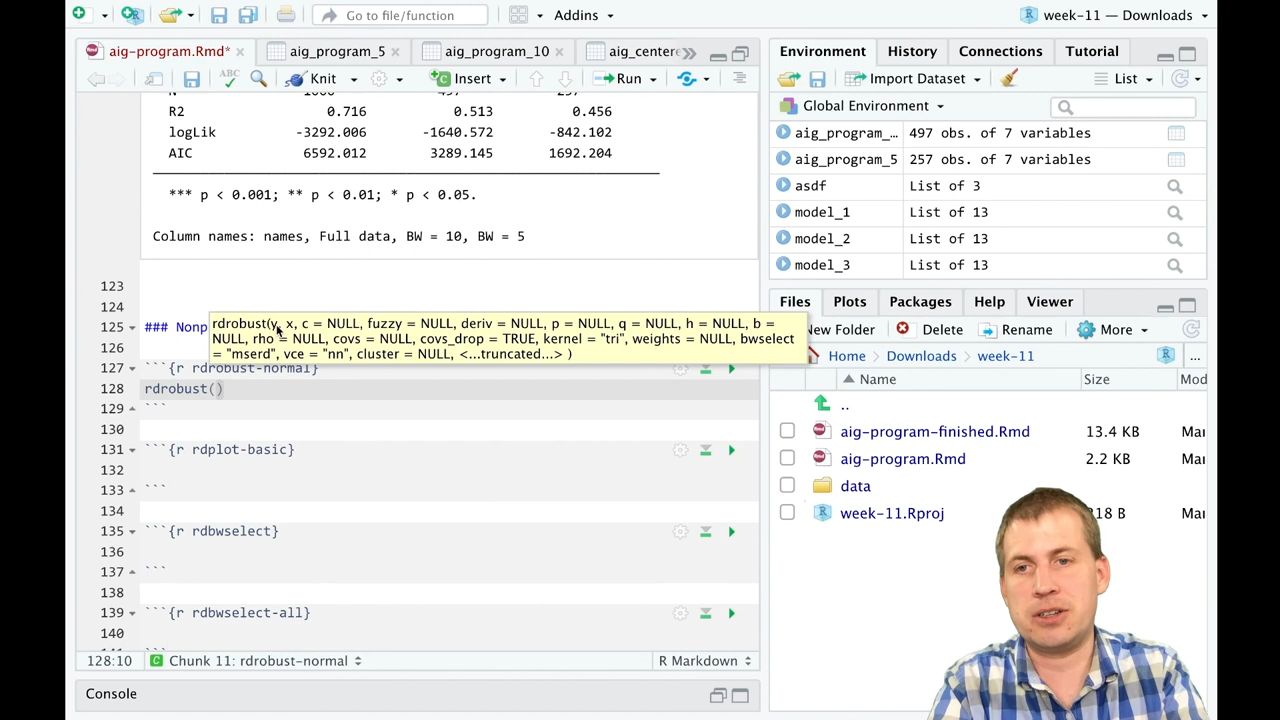 Go to file/function
Addins
week-11 — Downloads
aig-program.Rmd*
aig_program_5
aig_program_10
aig_centere
Knit
Insert
Run
R2 0.716 0.513 0.456
logLik -3292.006 -1640.572 -842.102
AIC 6592.012 3289.145 1692.204
*** p < 0.001; ** p < 0.01; * p < 0.05.
Column names: names, Full data, BW = 10, BW = 5
123
124
125 ### Nonp
rdrobust(y, x, c = NULL, fuzzy = NULL, deriv = NULL, p = NULL, q = NULL, h = NULL, b =
NULL, rho = NULL, covs = NULL, covs_drop = TRUE, kernel = "tri", weights = NULL, bwselect
= "mserd", vce = "nn", cluster = NULL, <...truncated...> )
126
127 ```{r rdrobust-normal}
128 rdrobust()
129 ```
130
131 ```{r rdplot-basic}
132
133 ```
134
135 ```{r rdbwselect}
136
137 ```
138
139 ```{r rdbwselect-all}
140
128:10 Chunk 11: rdrobust-normal R Markdown
Console
Environment History Connections Tutorial
Import Dataset List
Global Environment
aig_program_… 497 obs. of 7 variables
aig_program_5 257 obs. of 7 variables
asdf List of 3
model_1 List of 13
model_2 List of 13
model_3 List of 13
Files Plots Packages Help Viewer
New Folder Delete Rename More
Home Downloads week-11 ...
Name Size Mod
..
aig-program-finished.Rmd 13.4 KB Mar
aig-program.Rmd 2.2 KB Mar
data
week-11.Rproj 218 B Mar